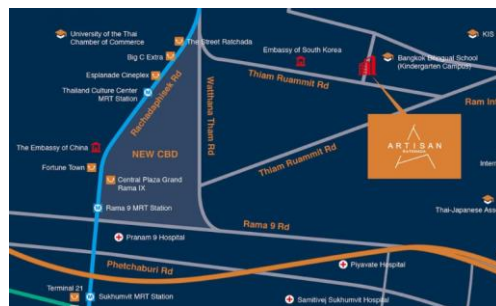 University of the Thai
Chamber of Commerce
The Street Ratchada
Big C Extra
Esplanade Cineplex
Thailand Culture Center
MRT Station
Rachadaphisek Rd
Watthana Tham Rd
Embassy of South Korea
Thiam Ruammit Rd
KIS
Bangkok Bilingual School
(Kindergarten Campus)
Ram In
ARTISAN
The Embassy of China
Fortune Town
NEW CBD
Central Plaza Grand
Rama IX
Thiam Ruammit Rd
Inter
Thai-Japanese Ass
Rama 9 MRT Station
Rama 9 Rd
Pranam 9 Hospital
Phetchaburi Rd
Piyavate Hospital
Terminal 21
Sukhumvit MRT Station
Samitivej Sukhumvit Hospital